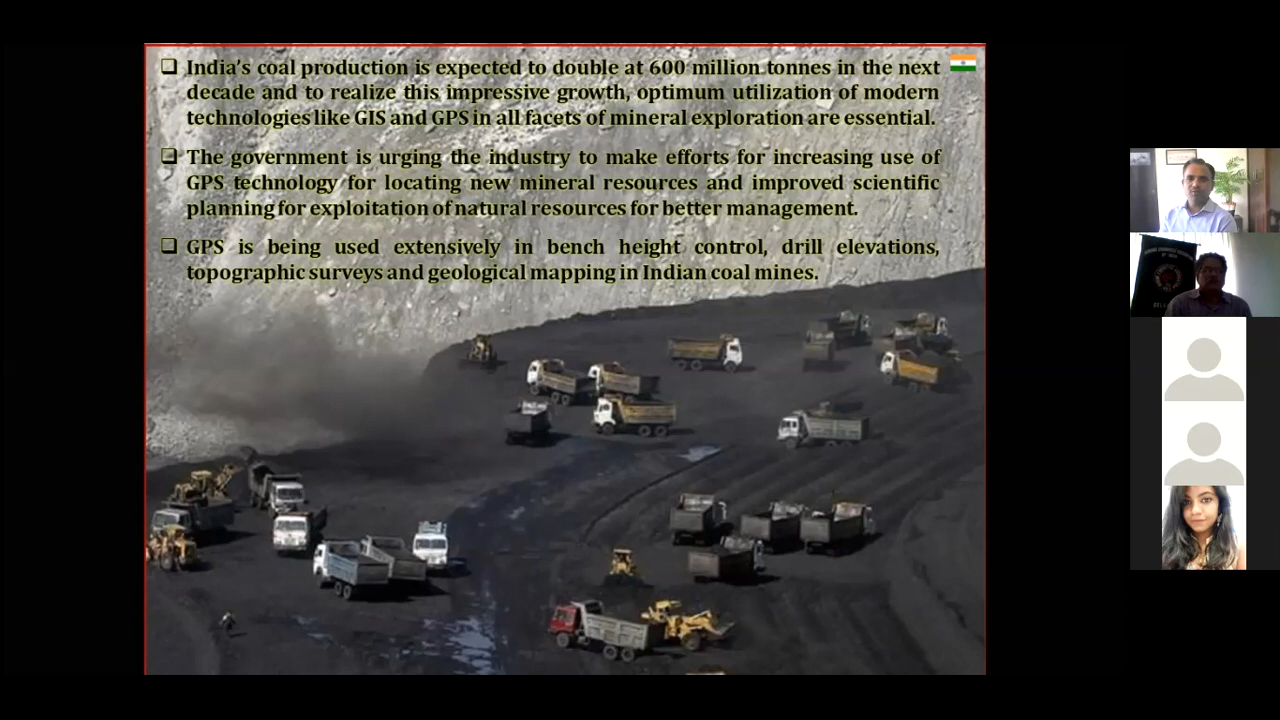 ❑ India's coal production is expected to double at 600 million tonnes in the next
decade and to realize this impressive growth, optimum utilization of modern
technologies like GIS and GPS in all facets of mineral exploration are essential.
❑ The government is urging the industry to make efforts for increasing use of
GPS technology for locating new mineral resources and improved scientific
planning for exploitation of natural resources for better management.
❑ GPS is being used extensively in bench height control, drill elevations,
topographic surveys and geological mapping in Indian coal mines.